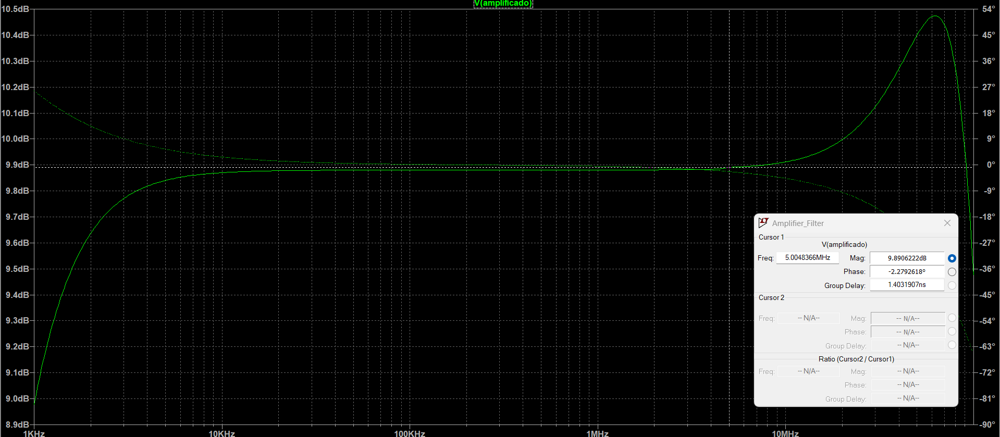 V(amplificado)
10.5dB
10.4dB
10.3dB
10.2dB
10.1dB
10.0dB
9.9dB
9.8dB
9.7dB
9.6dB
9.5dB
9.4dB
9.3dB
9.2dB
9.1dB
9.0dB
8.9dB
54°
45°
36°
27°
18°
9°
0°
-9°
-18°
-27°
-36°
-45°
-54°
-63°
-72°
-81°
-90°
1KHz 10KHz 100KHz 1MHz 10MHz
Amplifier_Filter
Cursor 1
V(amplificado)
Freq: 5.0048366MHz Mag: 9.8906222dB
Phase: -2.2792618°
Group Delay: 1.4031907ns
Cursor 2
Freq: -- N/A-- Mag: -- N/A--
Phase: -- N/A--
Group Delay: -- N/A--
Ratio (Cursor2 / Cursor1)
Freq: -- N/A-- Mag: -- N/A--
Phase: -- N/A--
Group Delay: -- N/A--